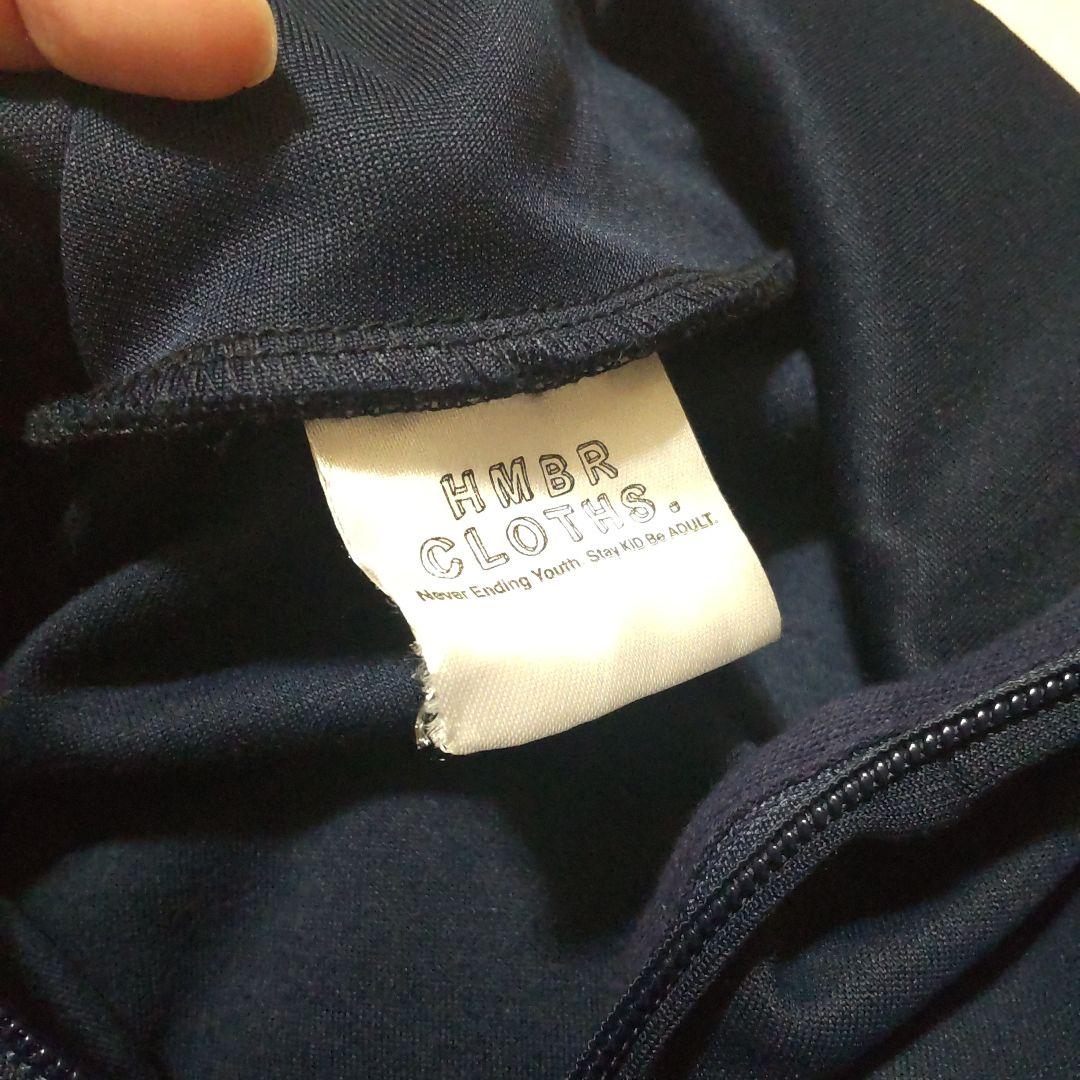 HMBR
CLOTHS.
Never Ending Youth Stay KID Be ADULT.